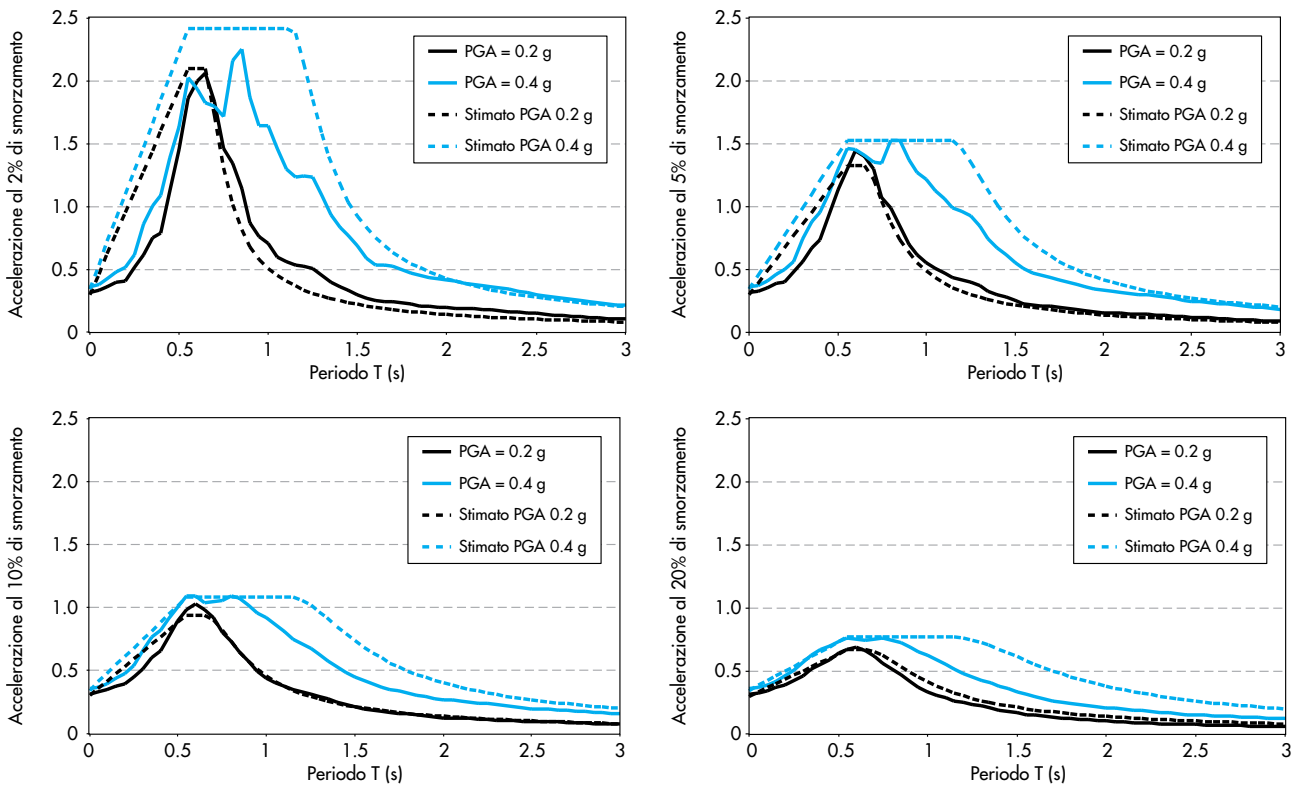 Accelerazione al 2% di smorzamento
2.5
2.0
1.5
1.0
0.5
0
PGA = 0.2 g
PGA = 0.4 g
Stimato PGA 0.2 g
Stimato PGA 0.4 g
0 0.5 1 1.5 2 2.5 3
Periodo T (s)
Accelerazione al 5% di smorzamento
2.5
2.0
1.5
1.0
0.5
0
PGA = 0.2 g
PGA = 0.4 g
Stimato PGA 0.2 g
Stimato PGA 0.4 g
0 0.5 1 1.5 2 2.5 3
Periodo T (s)
Accelerazione al 10% di smorzamento
2.5
2.0
1.5
1.0
0.5
0
PGA = 0.2 g
PGA = 0.4 g
Stimato PGA 0.2 g
Stimato PGA 0.4 g
0 0.5 1 1.5 2 2.5 3
Periodo T (s)
Accelerazione al 20% di smorzamento
2.5
2.0
1.5
1.0
0.5
0
PGA = 0.2 g
PGA = 0.4 g
Stimato PGA 0.2 g
Stimato PGA 0.4 g
0 0.5 1 1.5 2 2.5 3
Periodo T (s)